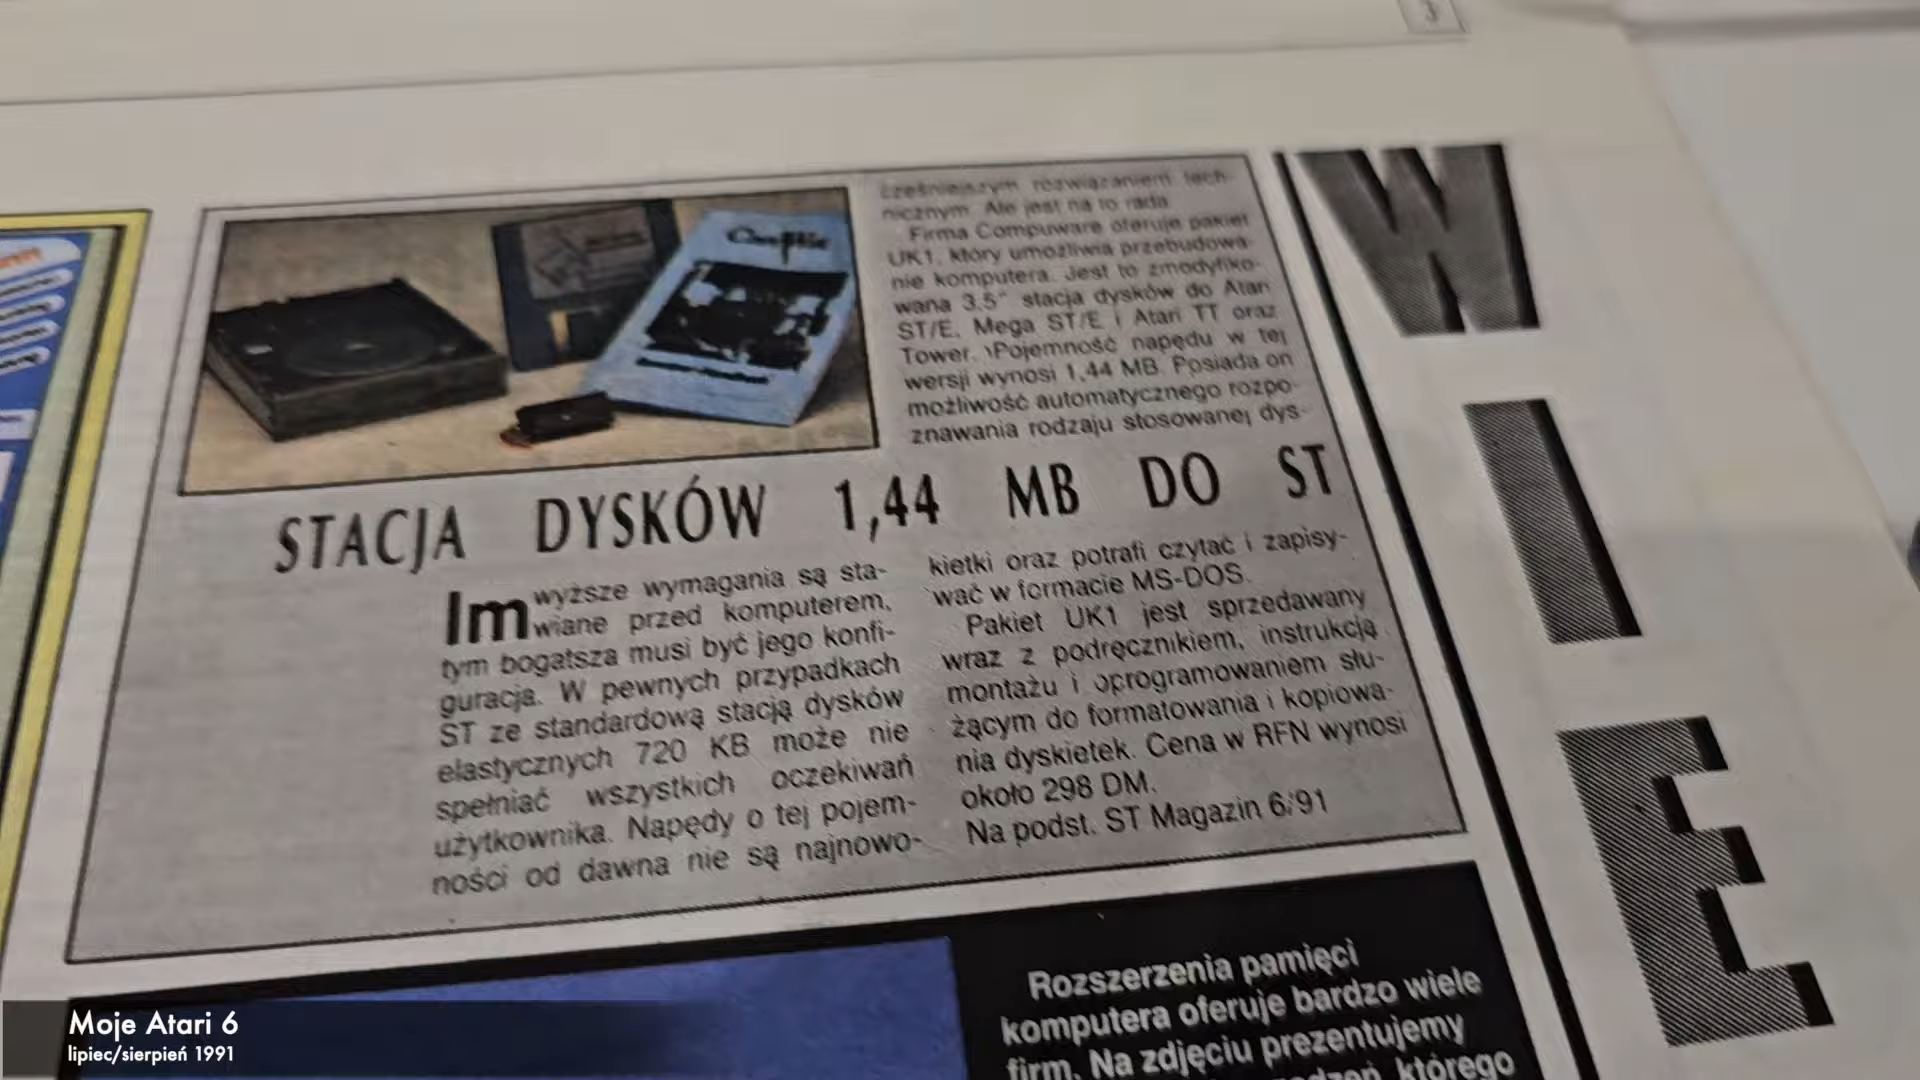 3
STACJA DYSKÓW 1,44 MB DO ST
Im wyższe wymagania są sta-
wiane przed komputerem,
tym bogatsza musi być jego konfi-
guracja. W pewnych przypadkach
ST ze standardową stacją dysków
elastycznych 720 KB może nie
spełniać wszystkich oczekiwań
użytkownika. Napędy o tej pojem-
ności od dawna nie są najnowo-
cześniejszym rozwiązaniem tech-
nicznym. Ale jest na to rada.
Firma Compuware oferuje pakiet
UK1, który umożliwia przebudowa-
nie komputera. Jest to zmodyfiko-
wana 3,5" stacja dysków do Atari
ST/E, Mega ST/E i Atari TT oraz
Tower. Pojemność napędu w tej
wersji wynosi 1,44 MB. Posiada on
możliwość automatycznego rozpo-
znawania rodzaju stosowanej dys-
kietki oraz potrafi czytać i zapisy-
wać w formacie MS-DOS.
Pakiet UK1 jest sprzedawany
wraz z podręcznikiem, instrukcją
montażu i oprogramowaniem słu-
żącym do formatowania i kopiowa-
nia dyskietek. Cena w RFN wynosi
około 298 DM.
Na podst. ST Magazin 6/91
WIE
Rozszerzenia pamięci
komputera oferuje bardzo wiele
firm. Na zdjęciu prezentujemy
którego
Moje Atari 6
lipiec/sierpień 1991